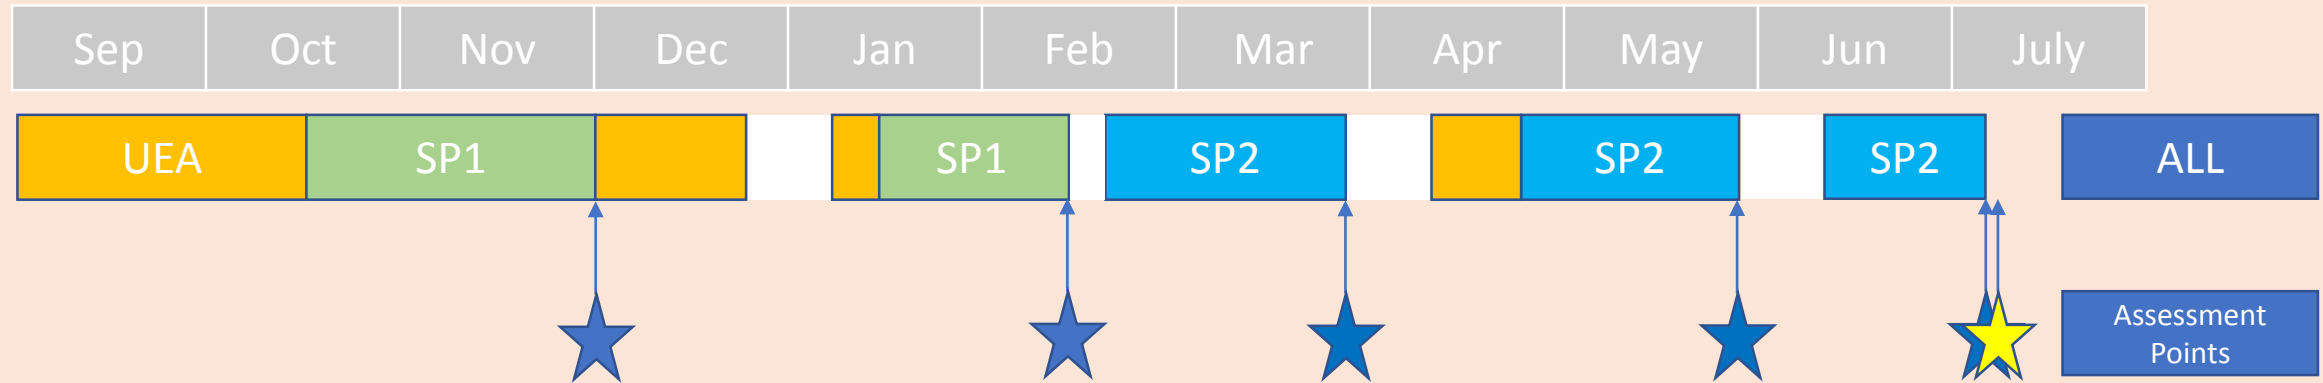 Sep Oct Nov Dec Jan Feb Mar Apr May Jun July
UEA SP1 SP1 SP2 SP2 SP2 ALL
Assessment
Points